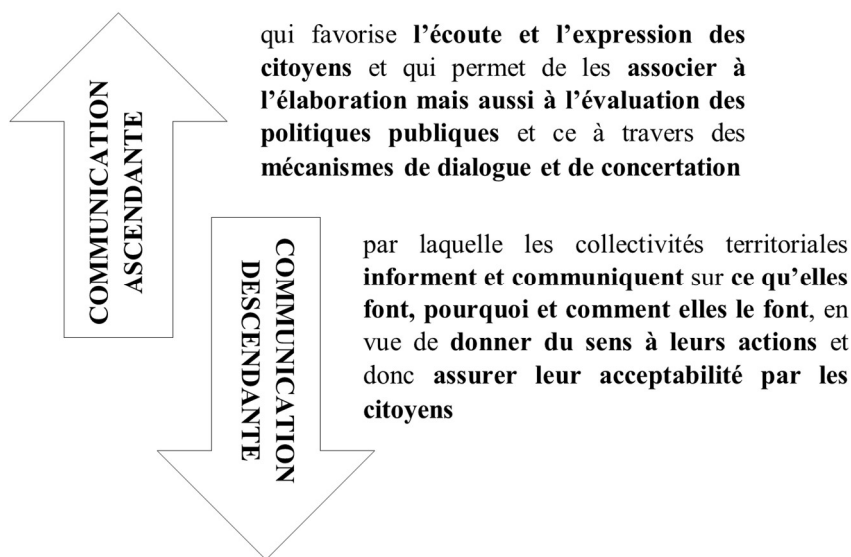 COMMUNICATION
ASCENDANTE
qui favorise l’écoute et l’expression des
citoyens et qui permet de les associer à
l’élaboration mais aussi à l’évaluation des
politiques publiques et ce à travers des
mécanismes de dialogue et de concertation
COMMUNICATION
DESCENDANTE
par laquelle les collectivités territoriales
informent et communiquent sur ce qu’elles
font, pourquoi et comment elles le font, en
vue de donner du sens à leurs actions et
donc assurer leur acceptabilité par les
citoyens